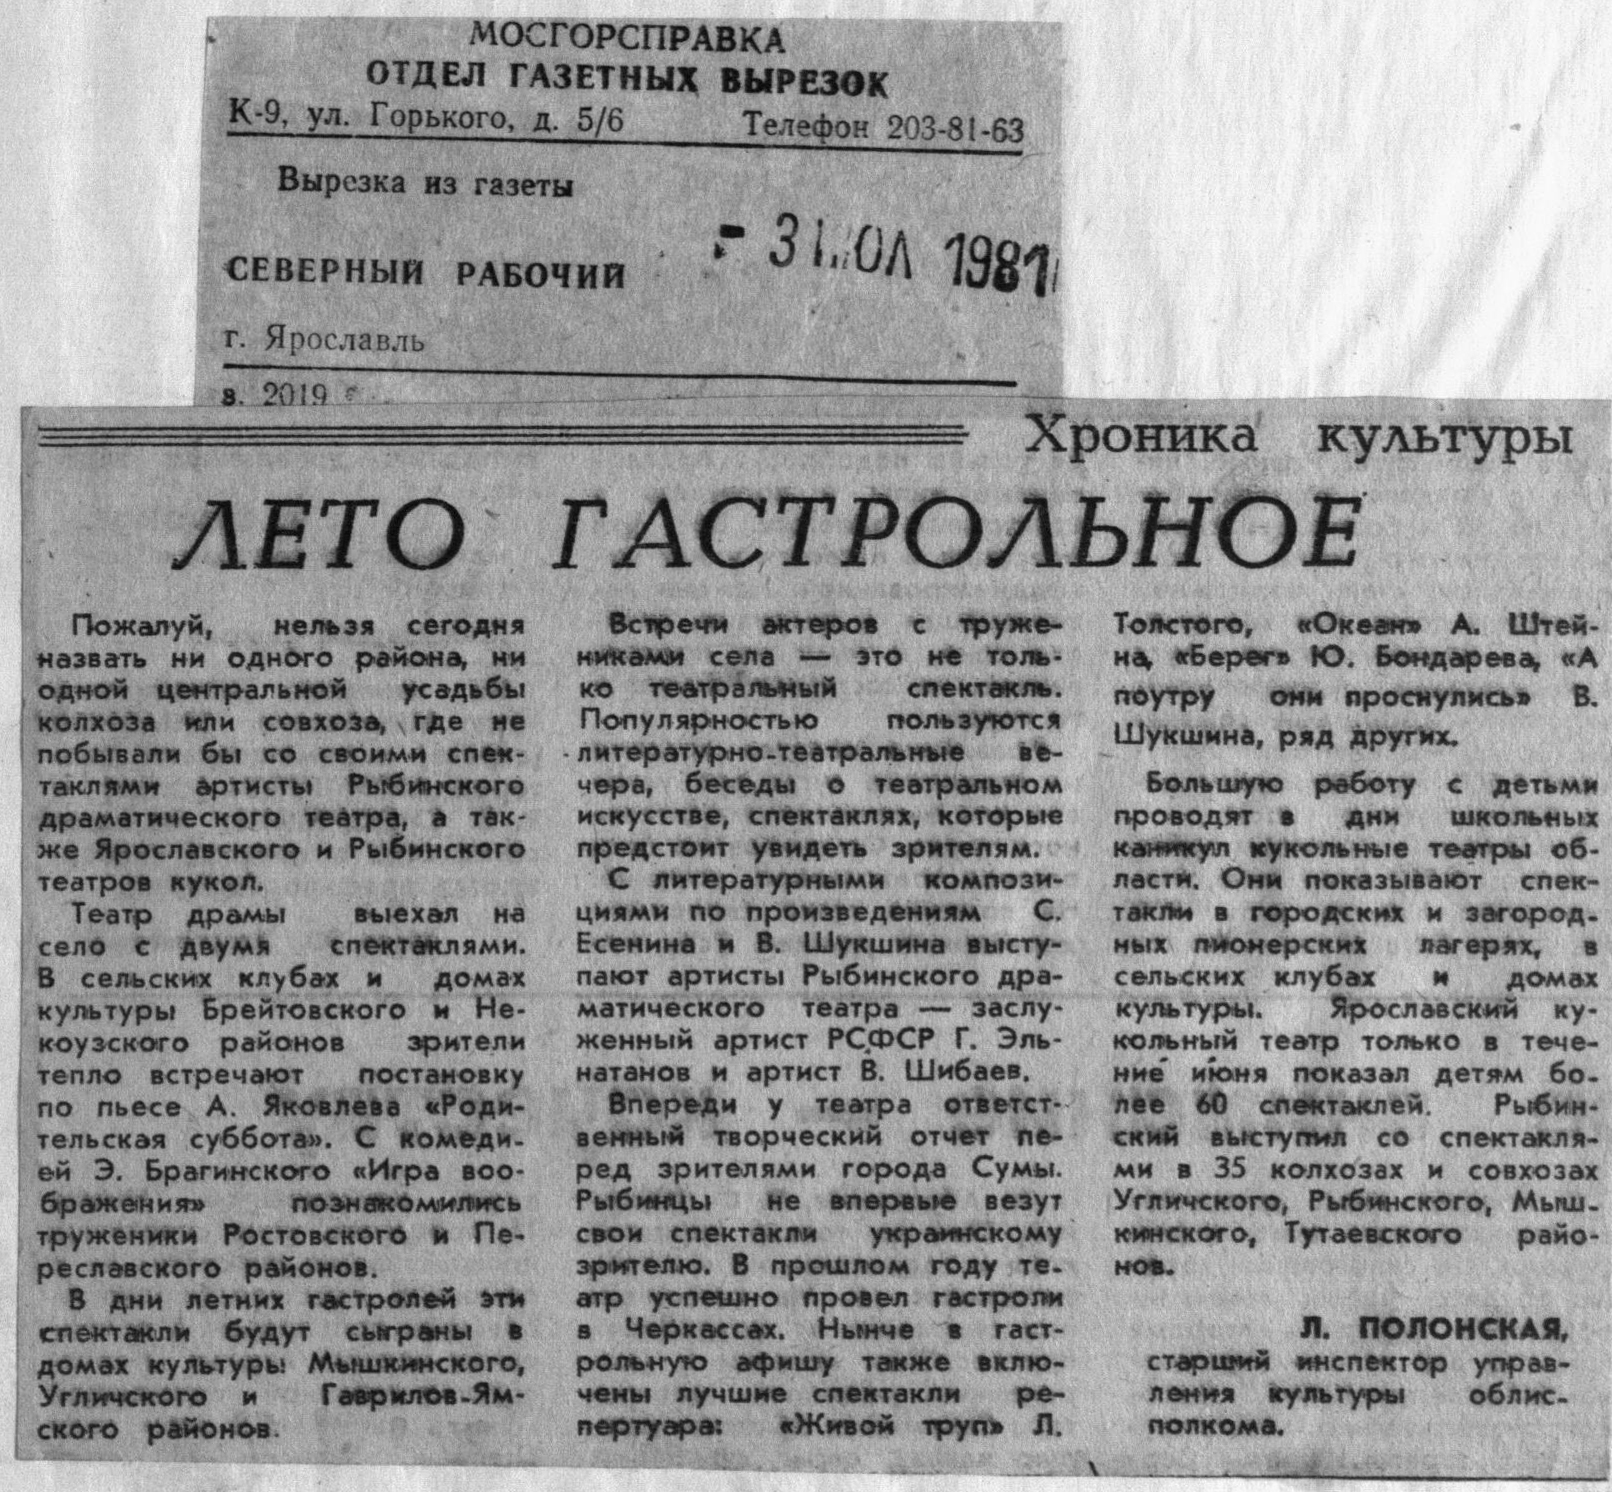 МОСГОРСПРАВКА
ОТДЕЛ ГАЗЕТНЫХ ВЫРЕЗОК
К-9, ул. Горького, д. 5/6 Телефон 203-81-63
Вырезка из газеты
- 3 ИЮЛ 1981
СЕВЕРНЫЙ РАБОЧИЙ
г. Ярославль
в. 2019
Хроника культуры
ЛЕТО ГАСТРОЛЬНОЕ
Пожалуй, нельзя сегодня
назвать ни одного района, ни
одной центральной усадьбы
колхоза или совхоза, где не
побывали бы со своими спек-
таклями артисты Рыбинского
драматического театра, а так-
же Ярославского и Рыбинского
театров кукол.
Театр драмы выехал на
село с двумя спектаклями.
В сельских клубах и домах
культуры Брейтовского и Не-
коузского районов зрители
тепло встречают постановку
по пьесе А. Яковлева «Роди-
тельская суббота». С комеди-
ей Э. Брагинского «Игра воо-
бражения» познакомились
труженики Ростовского и Пе-
реславского районов.
В дни летних гастролей эти
спектакли будут сыграны в
домах культуры Мышкинского,
Угличского и Гаврилов-Ям-
ского районов.
Встречи актеров с труже-
никами села — это не толь-
ко театральный спектакль.
Популярностью пользуются
литературно-театральные ве-
чера, беседы о театральном
искусстве, спектаклях, которые
предстоит увидеть зрителям.
С литературными компози-
циями по произведениям С.
Есенина и В. Шукшина высту-
пают артисты Рыбинского дра-
матического театра — заслу-
женный артист РСФСР Г. Эль-
натанов и артист В. Шибаев.
Впереди у театра ответст-
венный творческий отчет пе-
ред зрителями города Сумы.
Рыбинцы не впервые везут
свои спектакли украинскому
зрителю. В прошлом году те-
атр успешно провел гастроли
в Черкассах. Нынче в гаст-
рольную афишу также вклю-
чены лучшие спектакли ре-
пертуара: «Живой труп» Л.
Толстого, «Океан» А. Штей-
на, «Берег» Ю. Бондарева, «А
поутру они проснулись» В.
Шукшина, ряд других.
Большую работу с детьми
проводят в дни школьных
каникул кукольные театры об-
ласти. Они показывают спек-
такли в городских и загород-
ных пионерских лагерях, в
сельских клубах и домах
культуры. Ярославский ку-
кольный театр только в тече-
ние июня показал детям бо-
лее 60 спектаклей. Рыбин-
ский выступил со спектакля-
ми в 35 колхозах и совхозах
Угличского, Рыбинского, Мыш-
кинского, Тутаевского райо-
нов.
Л. ПОЛОНСКАЯ,
старший инспектор управ-
ления культуры облис-
полкома.